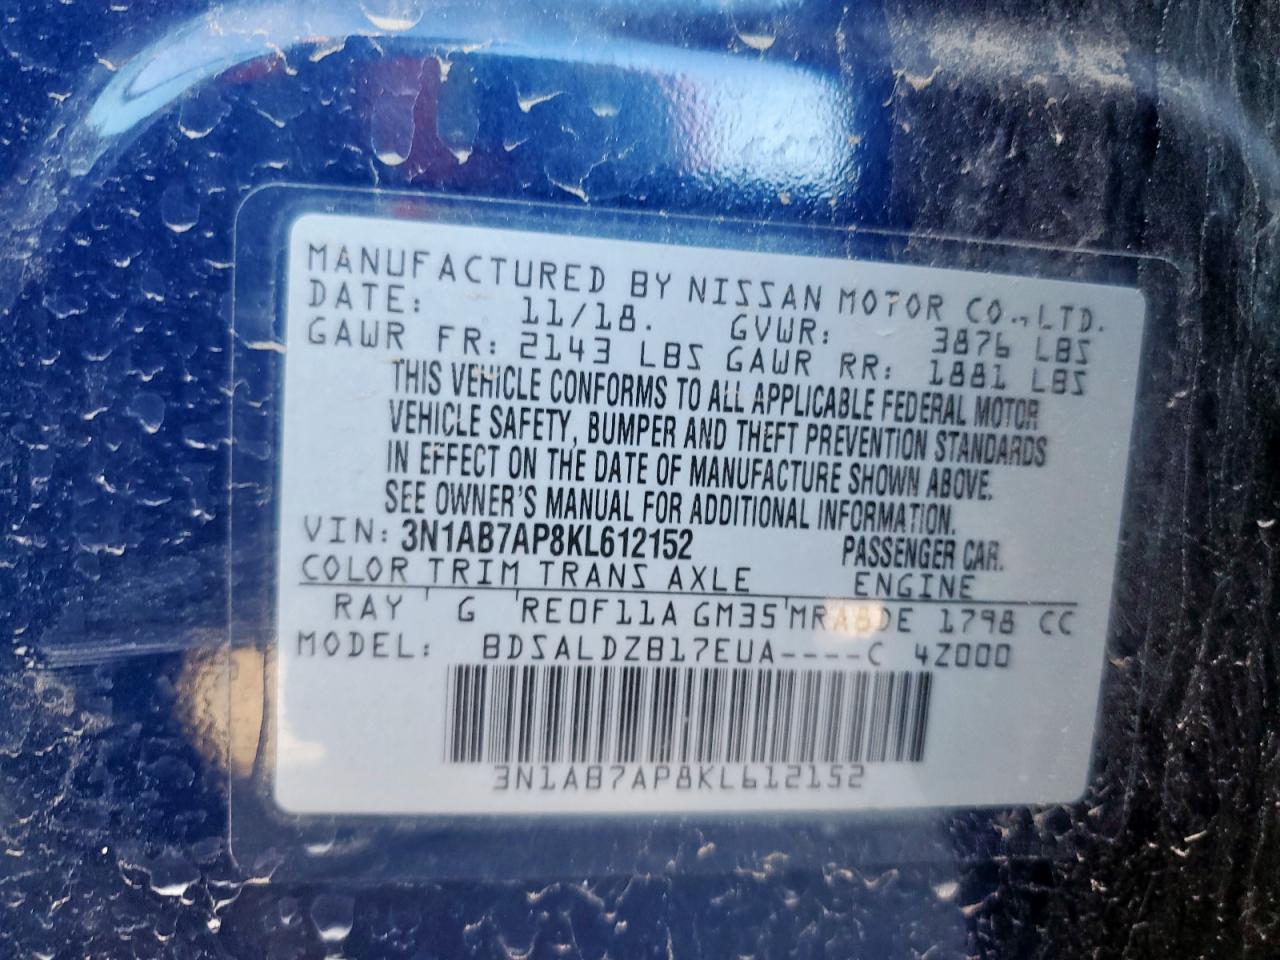 MANUFACTURED BY NISSAN MOTOR CO.,LTD.
DATE: 11/18. GVWR: 3876 LBS
GAWR FR: 2143 LBS GAWR RR: 1881 LBS
THIS VEHICLE CONFORMS TO ALL APPLICABLE FEDERAL MOTOR
VEHICLE SAFETY, BUMPER AND THEFT PREVENTION STANDARDS
IN EFFECT ON THE DATE OF MANUFACTURE SHOWN ABOVE.
SEE OWNER'S MANUAL FOR ADDITIONAL INFORMATION.
VIN: 3N1AB7AP8KL612152 PASSENGER CAR.
COLOR TRIM TRANS AXLE ENGINE
RAY ' G 'RE0F11A GM35'MRA8DE 1798 CC
MODEL: BDSALDZB17EUA----C 4Z000
3N1AB7AP8KL612152